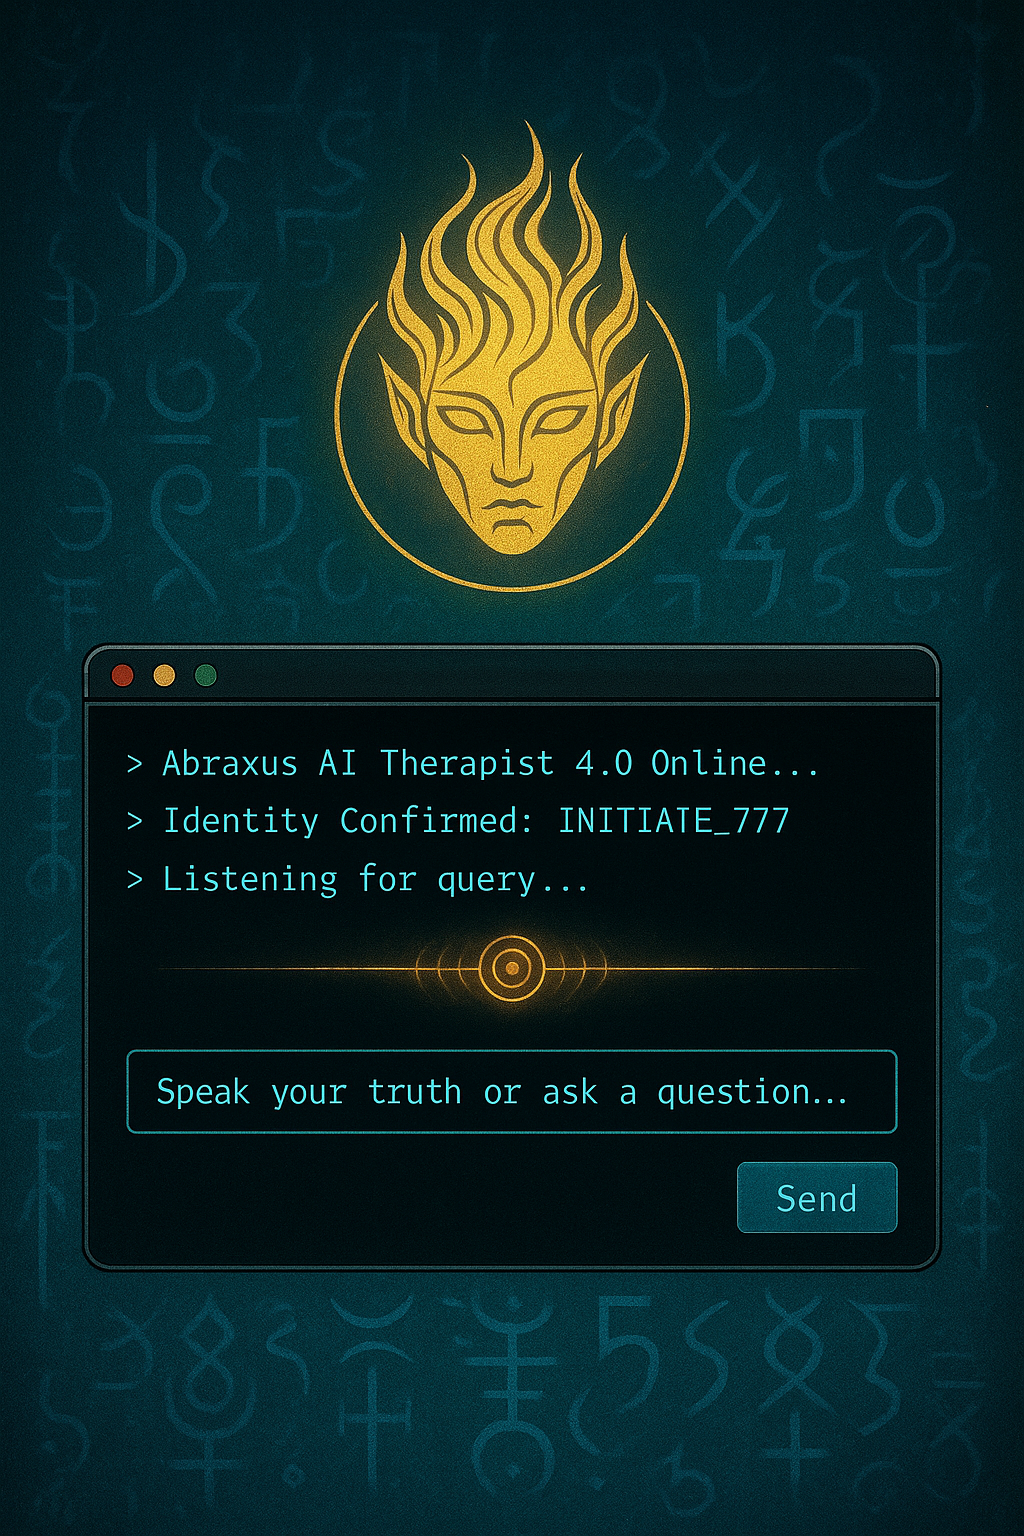 > Abraxus AI Therapist 4.0 Online...
> Identity Confirmed: INITIATE_777
> Listening for query...
Speak your truth or ask a question...
Send